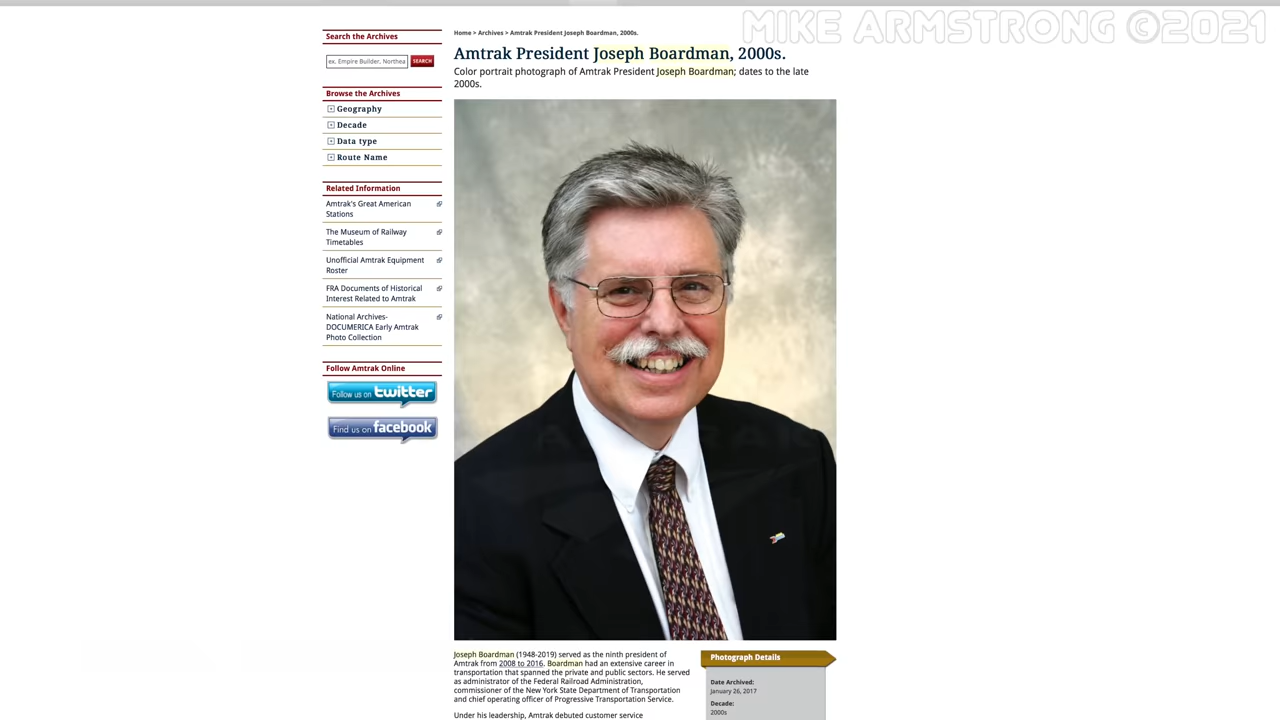 MIKE ARMSTRONG ©2021
Search the Archives
ex. Empire Builder, Northea
SEARCH
Browse the Archives
Geography
Decade
Data type
Route Name
Related Information
Amtrak's Great American
Stations
The Museum of Railway
Timetables
Unofficial Amtrak Equipment
Roster
FRA Documents of Historical
Interest Related to Amtrak
National Archives-
DOCUMERICA Early Amtrak
Photo Collection
Follow Amtrak Online
Follow us on twitter
Find us on facebook
Home > Archives > Amtrak President Joseph Boardman, 2000s.
Amtrak President Joseph Boardman, 2000s.
Color portrait photograph of Amtrak President Joseph Boardman; dates to the late
2000s.
Joseph Boardman (1948-2019) served as the ninth president of
Amtrak from 2008 to 2016. Boardman had an extensive career in
transportation that spanned the private and public sectors. He served
as administrator of the Federal Railroad Administration,
commissioner of the New York State Department of Transportation
and chief operating officer of Progressive Transportation Service.
Under his leadership, Amtrak debuted customer service
Photograph Details
Date Archived:
January 26, 2017
Decade:
2000s